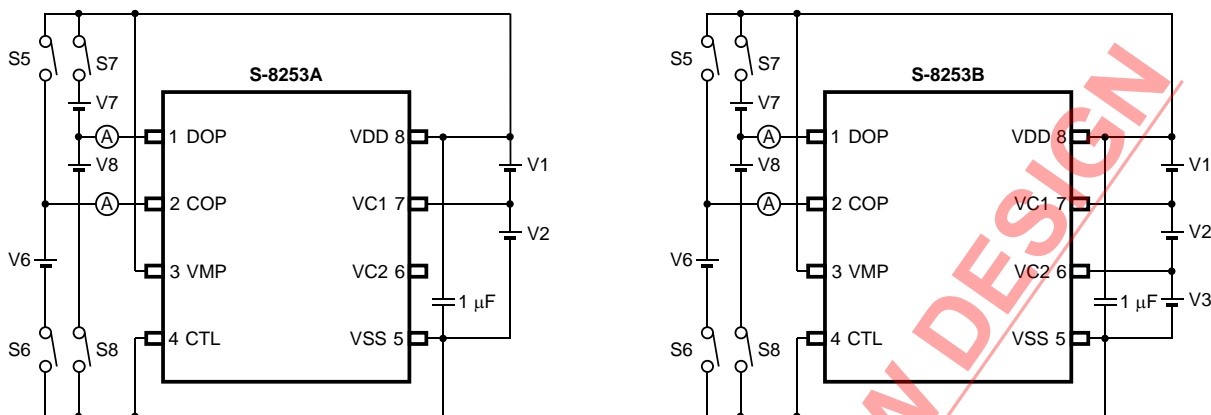 S-8253A
S5
S7
V7
A
1 DOP
VDD 8
V8
V1
A
2 COP
VC1 7
V2
V6
3 VMP
VC2 6
1 μF
S6
S8
4 CTL
VSS 5
S-8253B
S5
S7
V7
A
1 DOP
VDD 8
V8
V1
A
2 COP
VC1 7
V2
V6
3 VMP
VC2 6
1 μF
V3
S6
S8
4 CTL
VSS 5
DESIGN